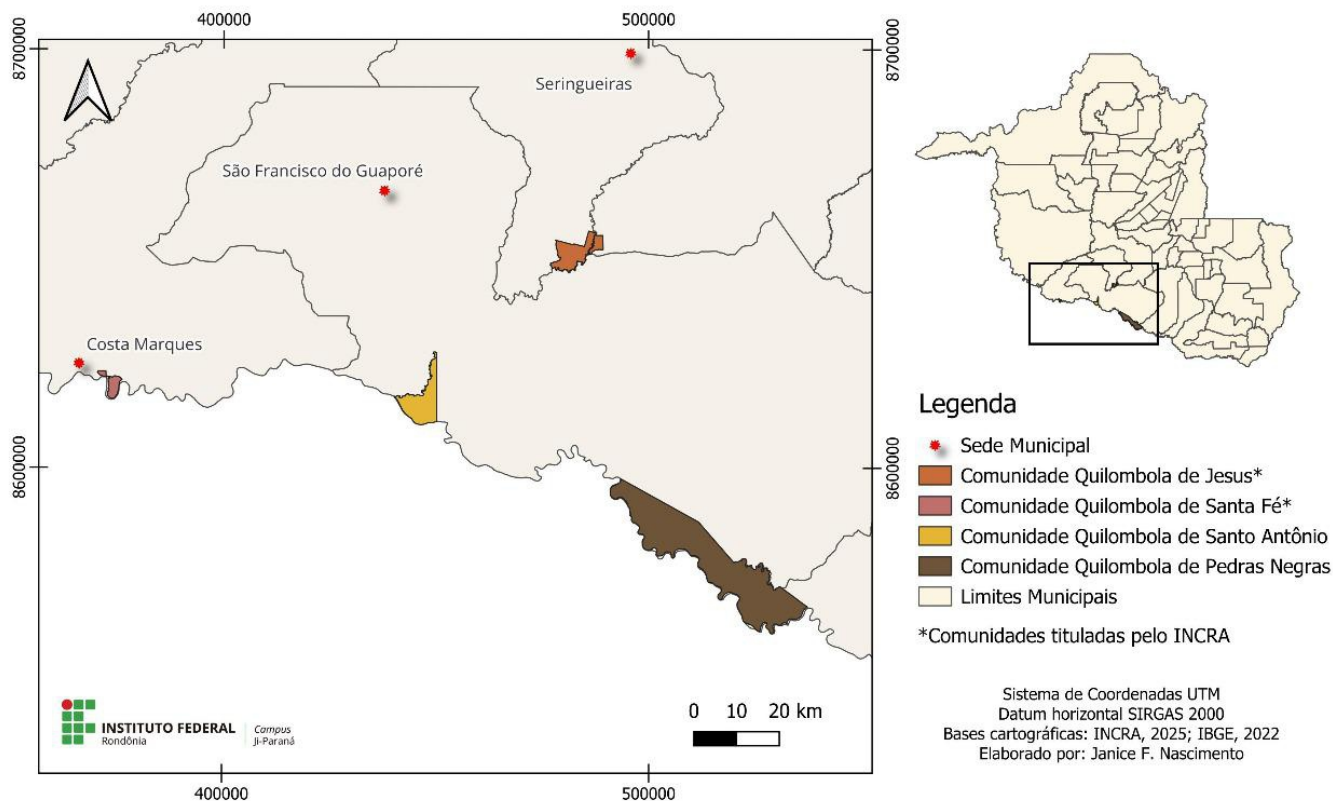 400000
500000
8700000
8700000
Seringueiras
São Francisco do Guaporé
Costa Marques
8600000
8600000
Legenda
Sede Municipal
Comunidade Quilombola de Jesus*
Comunidade Quilombola de Santa Fé*
Comunidade Quilombola de Santo Antônio
Comunidade Quilombola de Pedras Negras
Limites Municipais
*Comunidades tituladas pelo INCRA
Sistema de Coordenadas UTM
Datum horizontal SIRGAS 2000
Bases cartográficas: INCRA, 2025; IBGE, 2022
Elaborado por: Janice F. Nascimento
INSTITUTO FEDERAL
Rondônia
Campus
Ji-Paraná
0 10 20 km
400000
500000